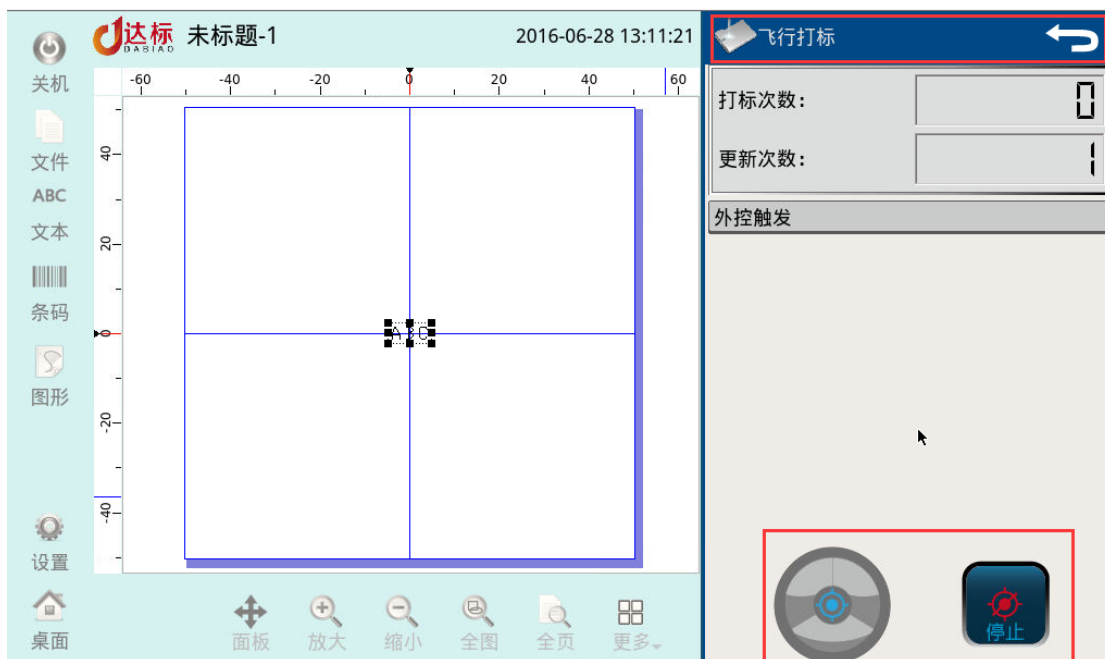 达标
DABIAO
未标题-1
2016-06-28 13:11:21
飞行打标
关机
文件
ABC
文本
条码
图形
设置
桌面
-60 -40 -20 0 20 40 60
40
20
0
-20
-40
ABC
打标次数:
0
更新次数:
1
外控触发
停止
面板
放大
缩小
全图
全页
更多